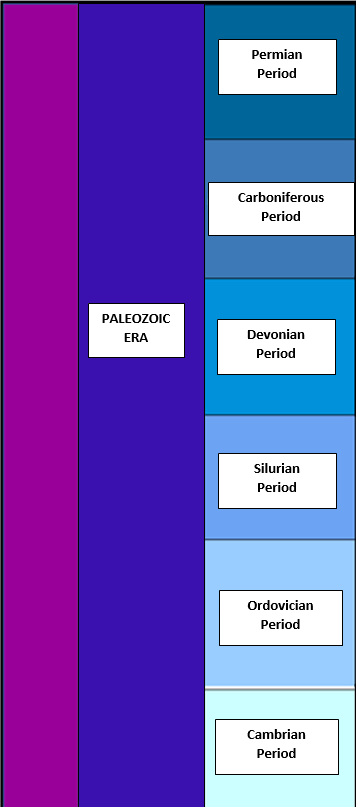 Permian
Period
Carboniferous
Period
PALEOZOIC
ERA
Devonian
Period
Silurian
Period
Ordovician
Period
Cambrian
Period